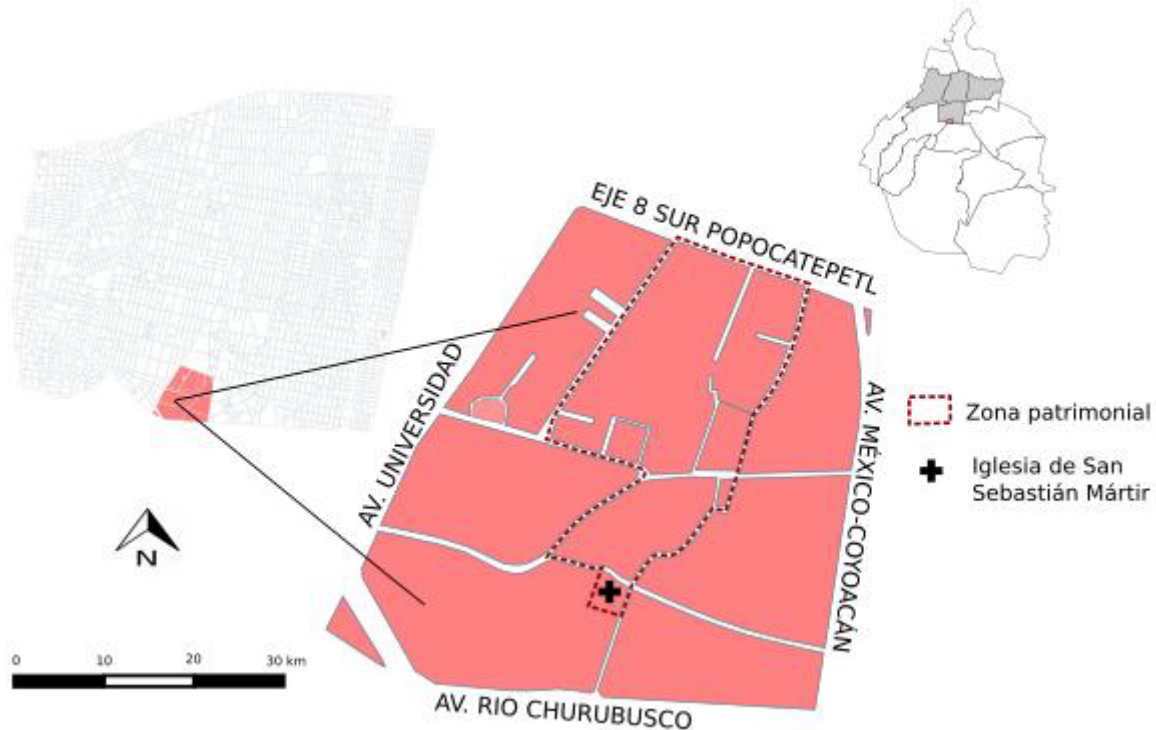 EJE 8 SUR POPOCATEPETL
AV. UNIVERSIDAD
AV. MÉXICO-COYOACÁN
Zona patrimonial
Iglesia de San
Sebastián Mártir
N
0 10 20 30 km
AV. RIO CHURUBUSCO